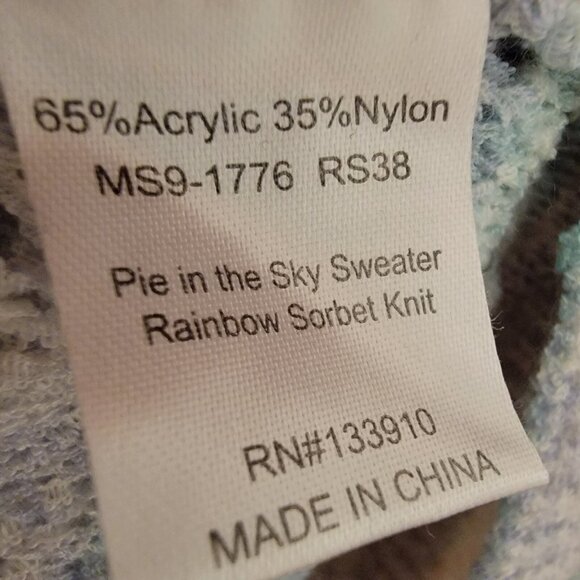 65%Acrylic 35%Nylon
MS9-1776 RS38
Pie in the Sky Sweater
Rainbow Sorbet Knit
RN#133910
MADE IN CHINA